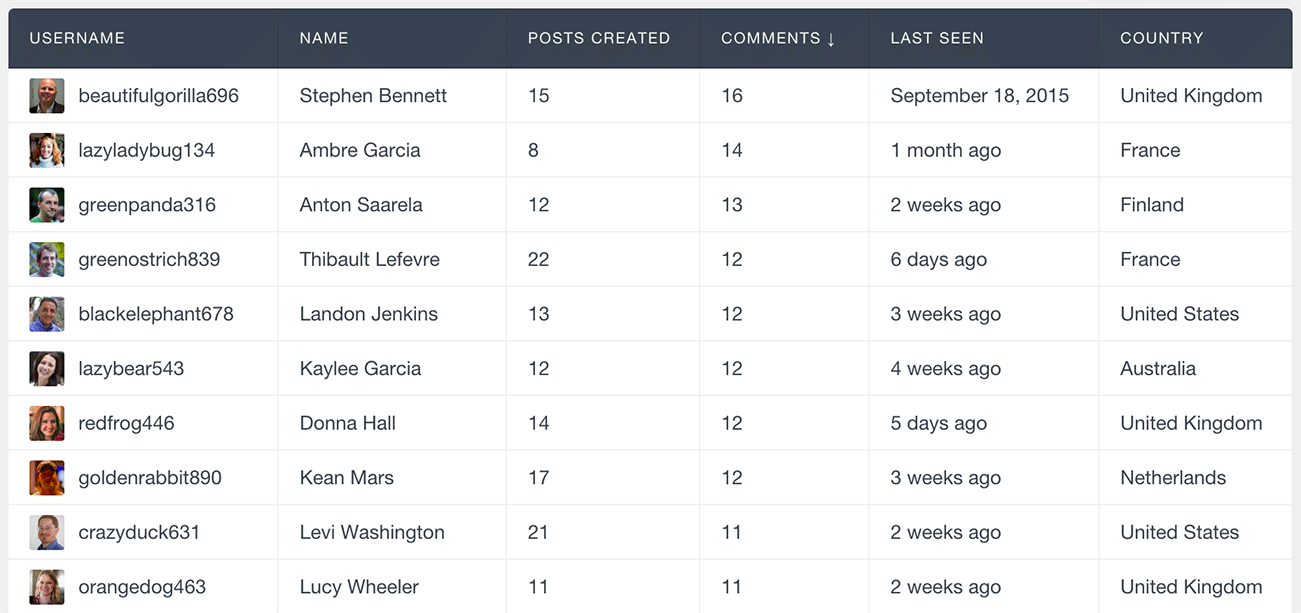 USERNAME NAME POSTS CREATED COMMENTS ↓ LAST SEEN COUNTRY
beautifulgorilla696 Stephen Bennett 15 16 September 18, 2015 United Kingdom
lazyladybug134 Ambre Garcia 8 14 1 month ago France
greenpanda316 Anton Saarela 12 13 2 weeks ago Finland
greenostrich839 Thibault Lefevre 22 12 6 days ago France
blackelephant678 Landon Jenkins 13 12 3 weeks ago United States
lazybear543 Kaylee Garcia 12 12 4 weeks ago Australia
redfrog446 Donna Hall 14 12 5 days ago United Kingdom
goldenrabbit890 Kean Mars 17 12 3 weeks ago Netherlands
crazyduck631 Levi Washington 21 11 2 weeks ago United States
orangedog463 Lucy Wheeler 11 11 2 weeks ago United Kingdom